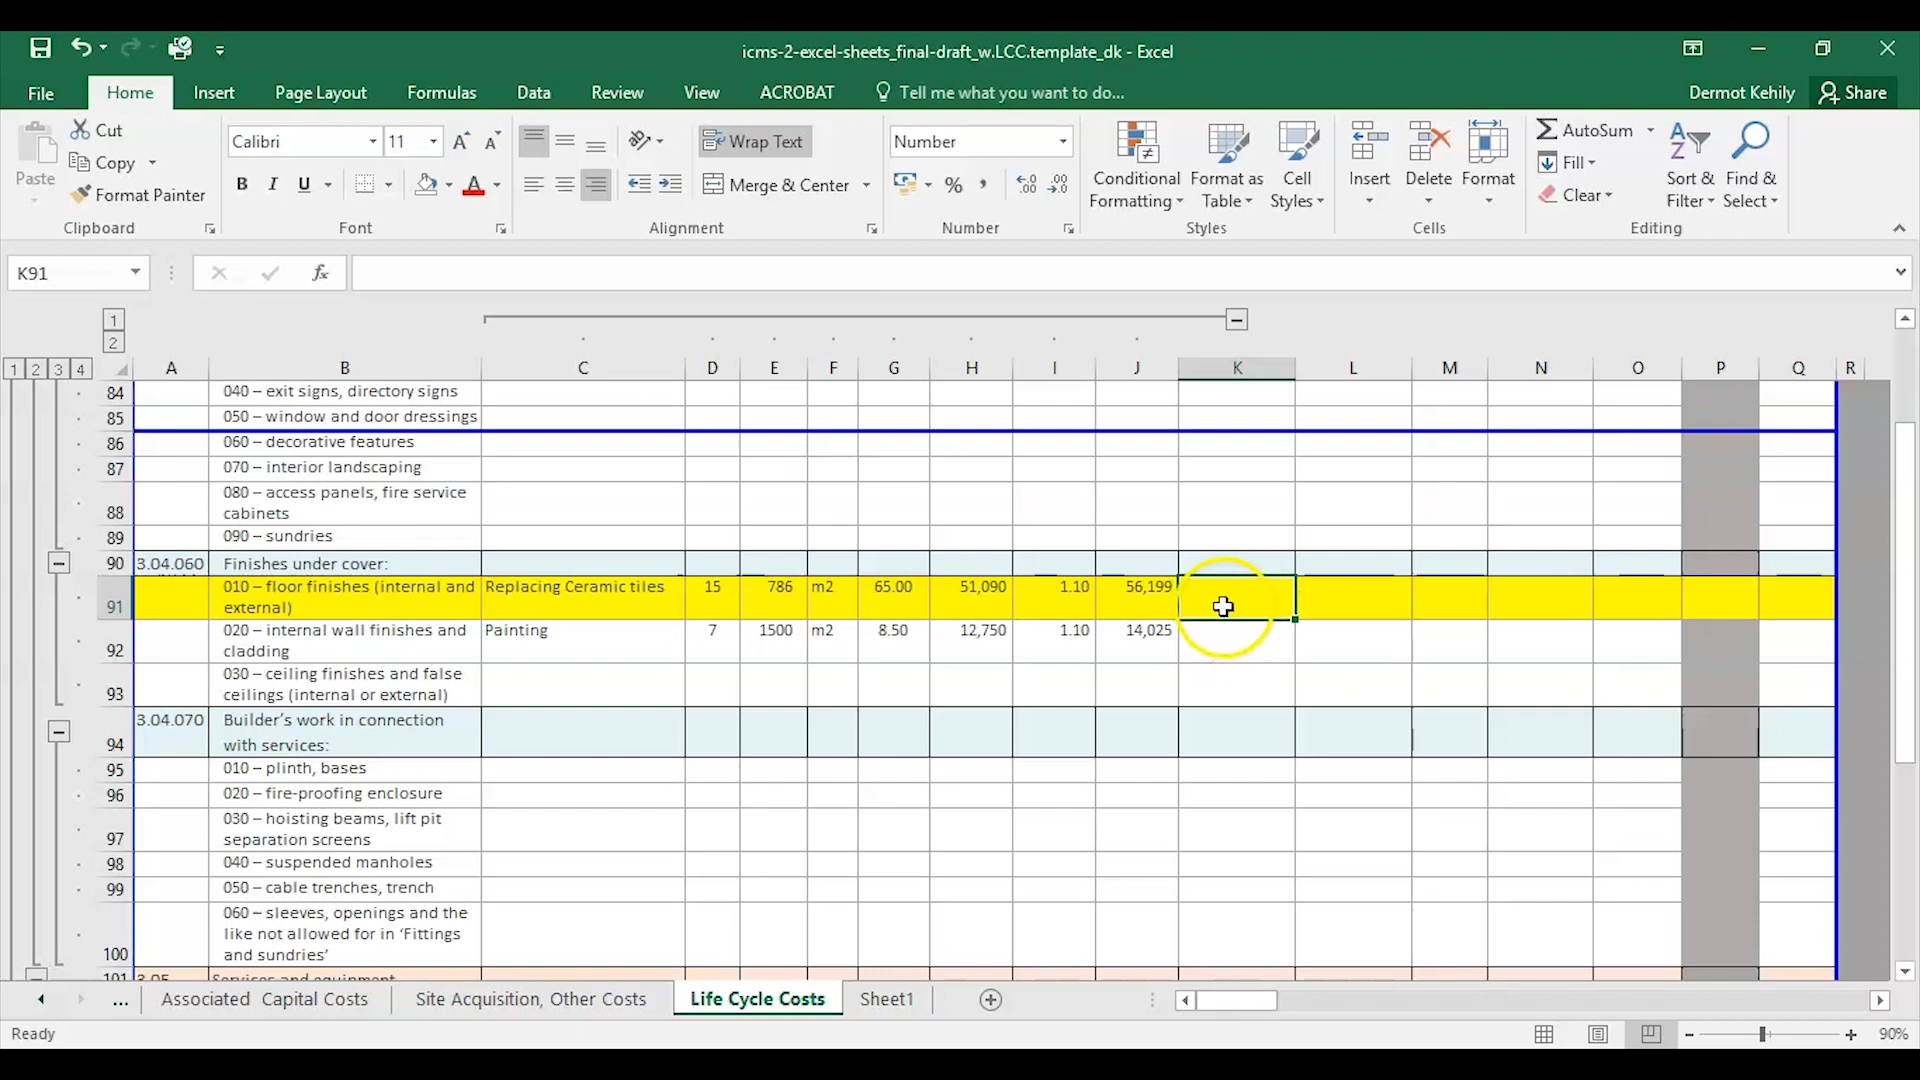 icms-2-excel-sheets_final-draft_w.LCC.template_dk - Excel
File Home Insert Page Layout Formulas Data Review View ACROBAT Tell me what you want to do... Dermot Kehily Share
Paste
Cut
Copy
Format Painter
Clipboard
Calibri 11
B I U
Font
Wrap Text
Merge & Center
Alignment
Number
%
Number
Conditional Formatting
Format as Table
Cell Styles
Styles
Insert Delete Format
Cells
AutoSum
Fill
Clear
Sort & Filter
Find & Select
Editing
K91 fx
1
2
1 2 3 4 A B C D E F G H I J K L M N O P Q R
84 040 – exit signs, directory signs
85 050 – window and door dressings
86 060 – decorative features
87 070 – interior landscaping
080 – access panels, fire service
88 cabinets
89 090 – sundries
90 3.04.060 Finishes under cover:
010 – floor finishes (internal and Replacing Ceramic tiles 15 786 m2 65.00 51,090 1.10 56,199
91 external)
020 – internal wall finishes and Painting 7 1500 m2 8.50 12,750 1.10 14,025
92 cladding
030 – ceiling finishes and false
93 ceilings (internal or external)
3.04.070 Builder's work in connection
94 with services:
95 010 – plinth, bases
96 020 – fire-proofing enclosure
030 – hoisting beams, lift pit
97 separation screens
98 040 – suspended manholes
99 050 – cable trenches, trench
060 – sleeves, openings and the
like not allowed for in ‘Fittings
100 and sundries’
101 3.05 Services and equipment
... Associated Capital Costs Site Acquisition, Other Costs Life Cycle Costs Sheet1
Ready 90%